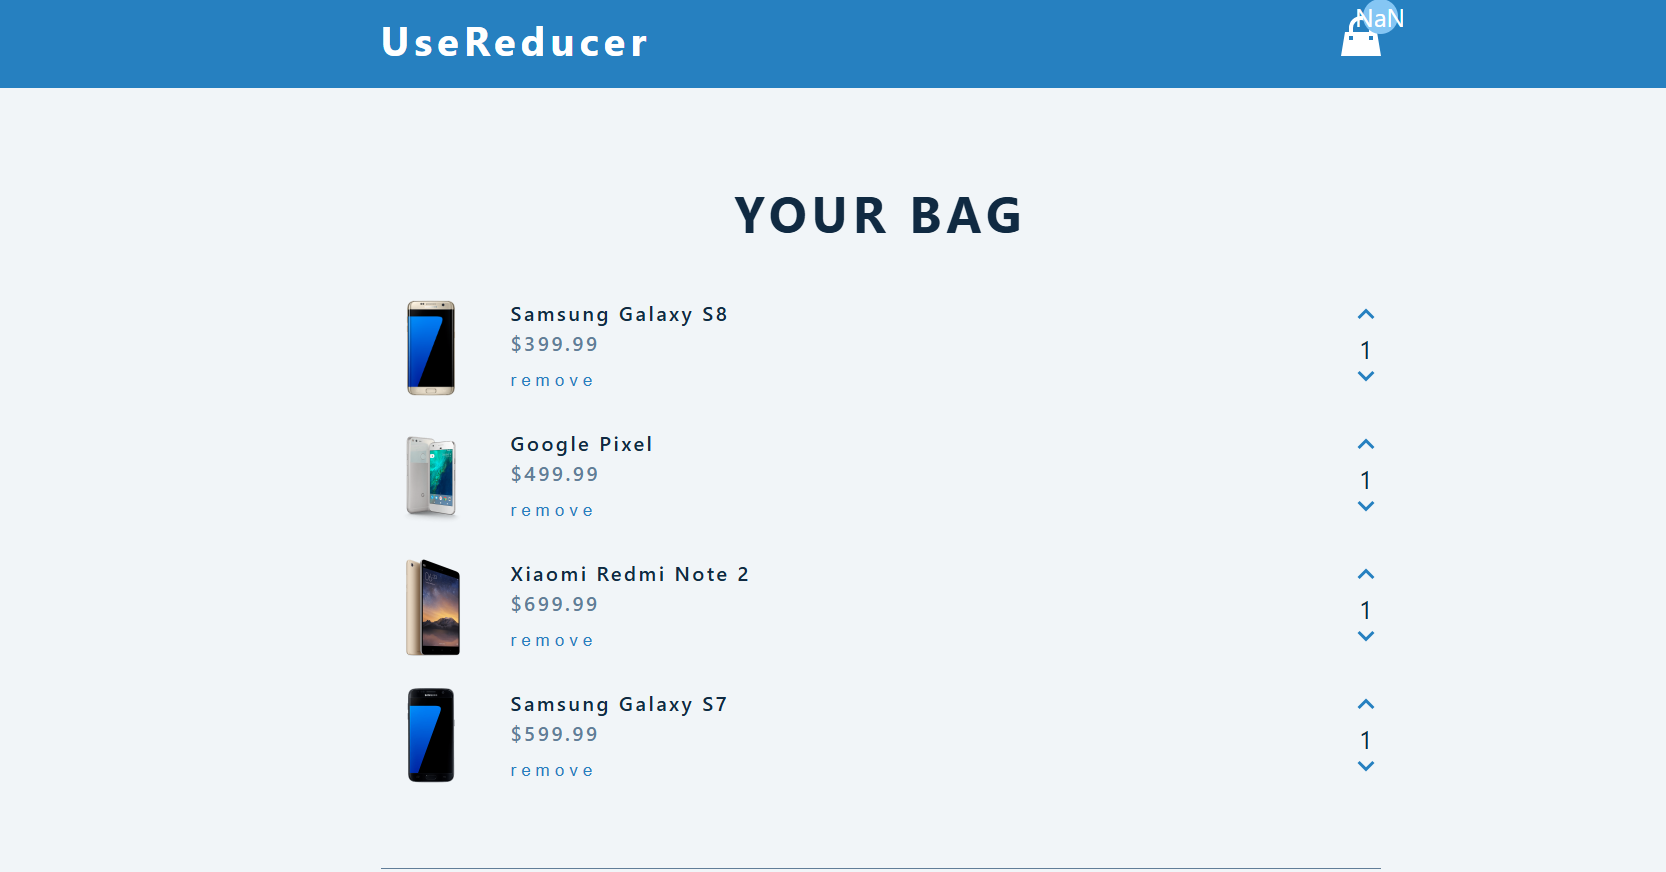 UseReducer
NaN
YOUR BAG
Samsung Galaxy S8
$399.99
remove
1
Google Pixel
$499.99
remove
1
Xiaomi Redmi Note 2
$699.99
remove
1
Samsung Galaxy S7
$599.99
remove
1